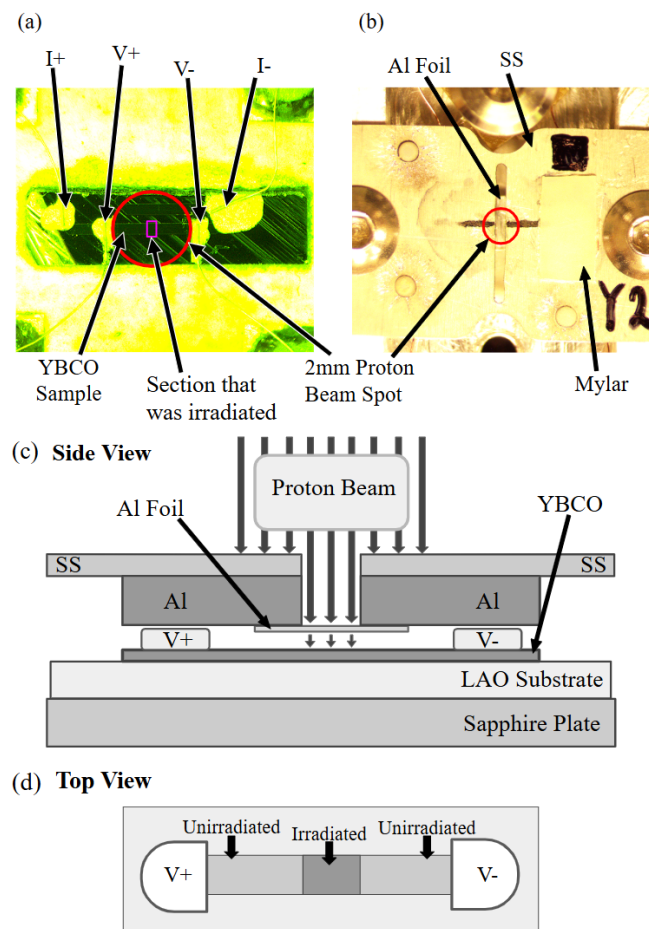 (a)
(b)
I+
V+
V-
I-
Al Foil
SS
Y2
YBCO
Sample
Section that
was irradiated
2mm Proton
Beam Spot
Mylar
(c) Side View
Proton Beam
Al Foil
YBCO
SS
SS
Al
Al
V+
V-
LAO Substrate
Sapphire Plate
(d) Top View
Unirradiated
Irradiated
Unirradiated
V+
V-